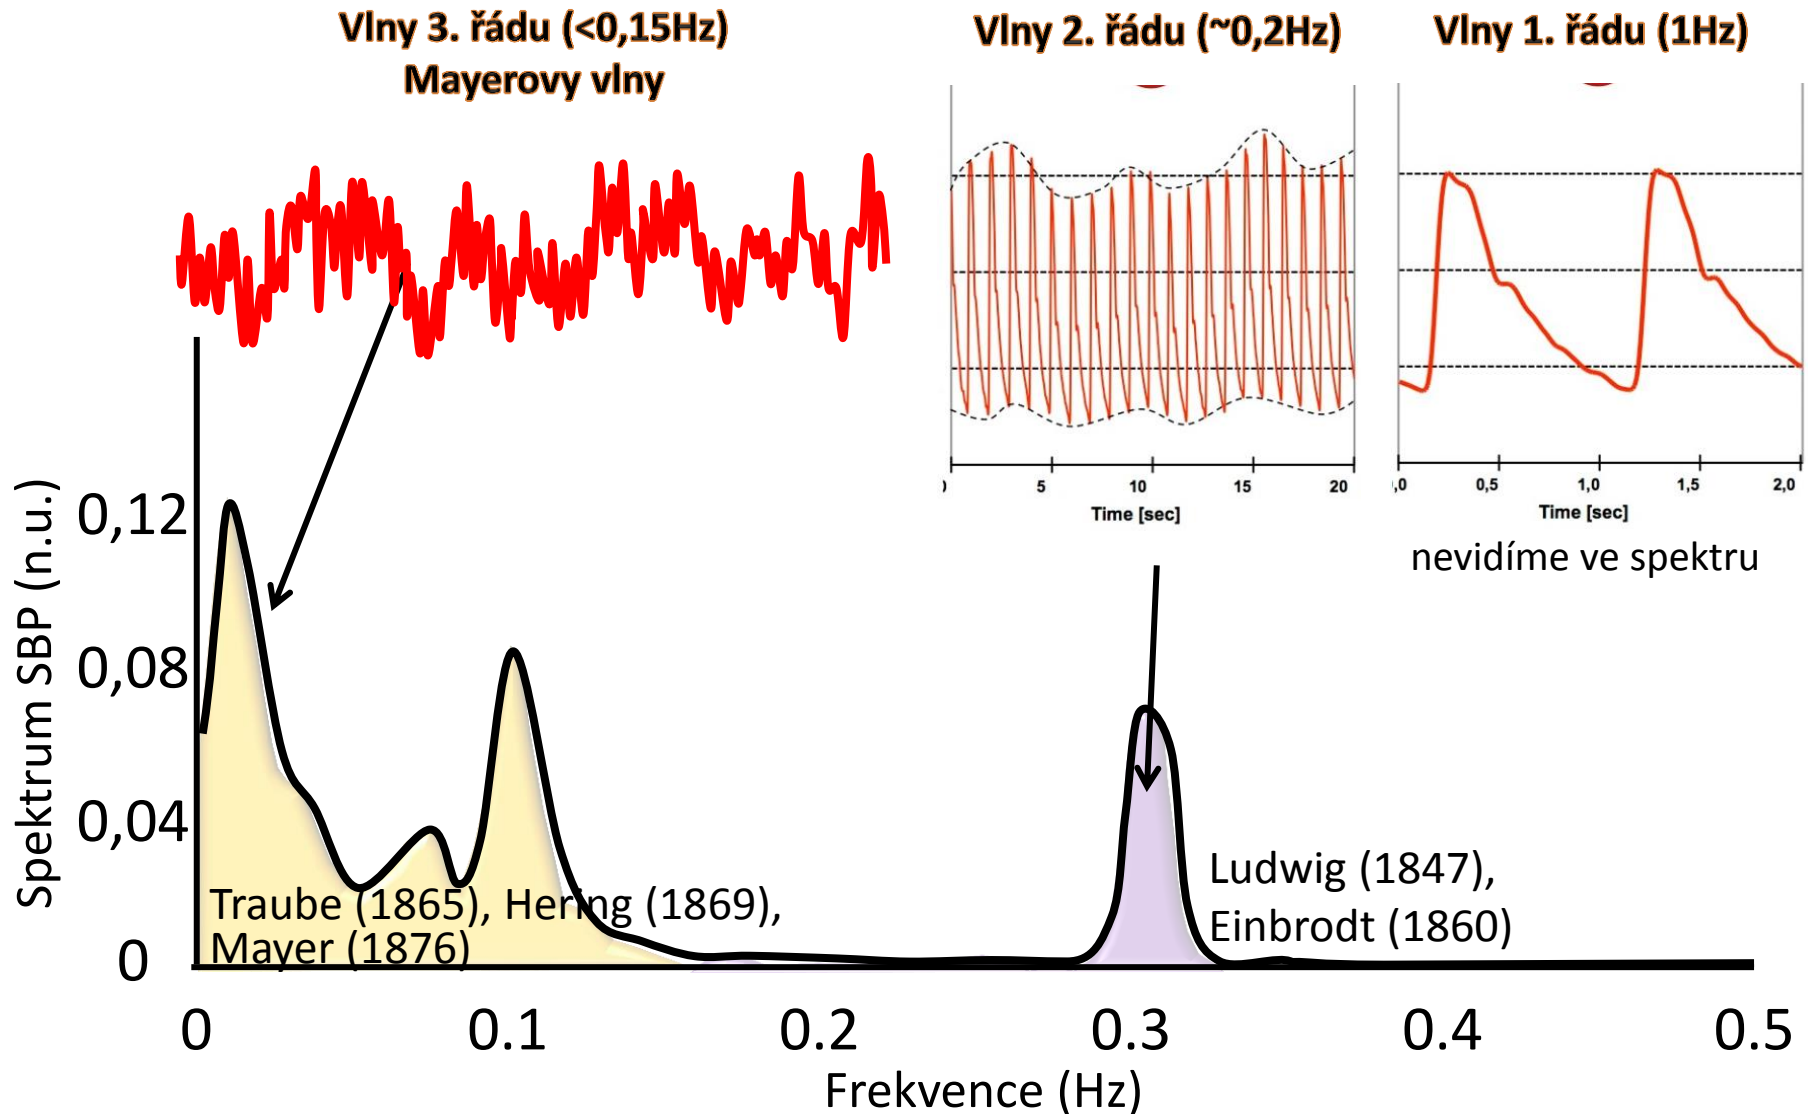 Vlny 3. řádu (<0,15Hz)
Mayerovy vlny
Vlny 2. řádu (~0,2Hz)
Vlny 1. řádu (1Hz)
5
10
15
20
Time [sec]
,0
0,5
1,0
1,5
2,0
Time [sec]
nevidíme ve spektru
Spektrum SBP (n.u.)
0,12
0,08
0,04
0
Traube (1865), Hering (1869),
Mayer (1876)
Ludwig (1847),
Einbrodt (1860)
0
0.1
0.2
0.3
0.4
0.5
Frekvence (Hz)